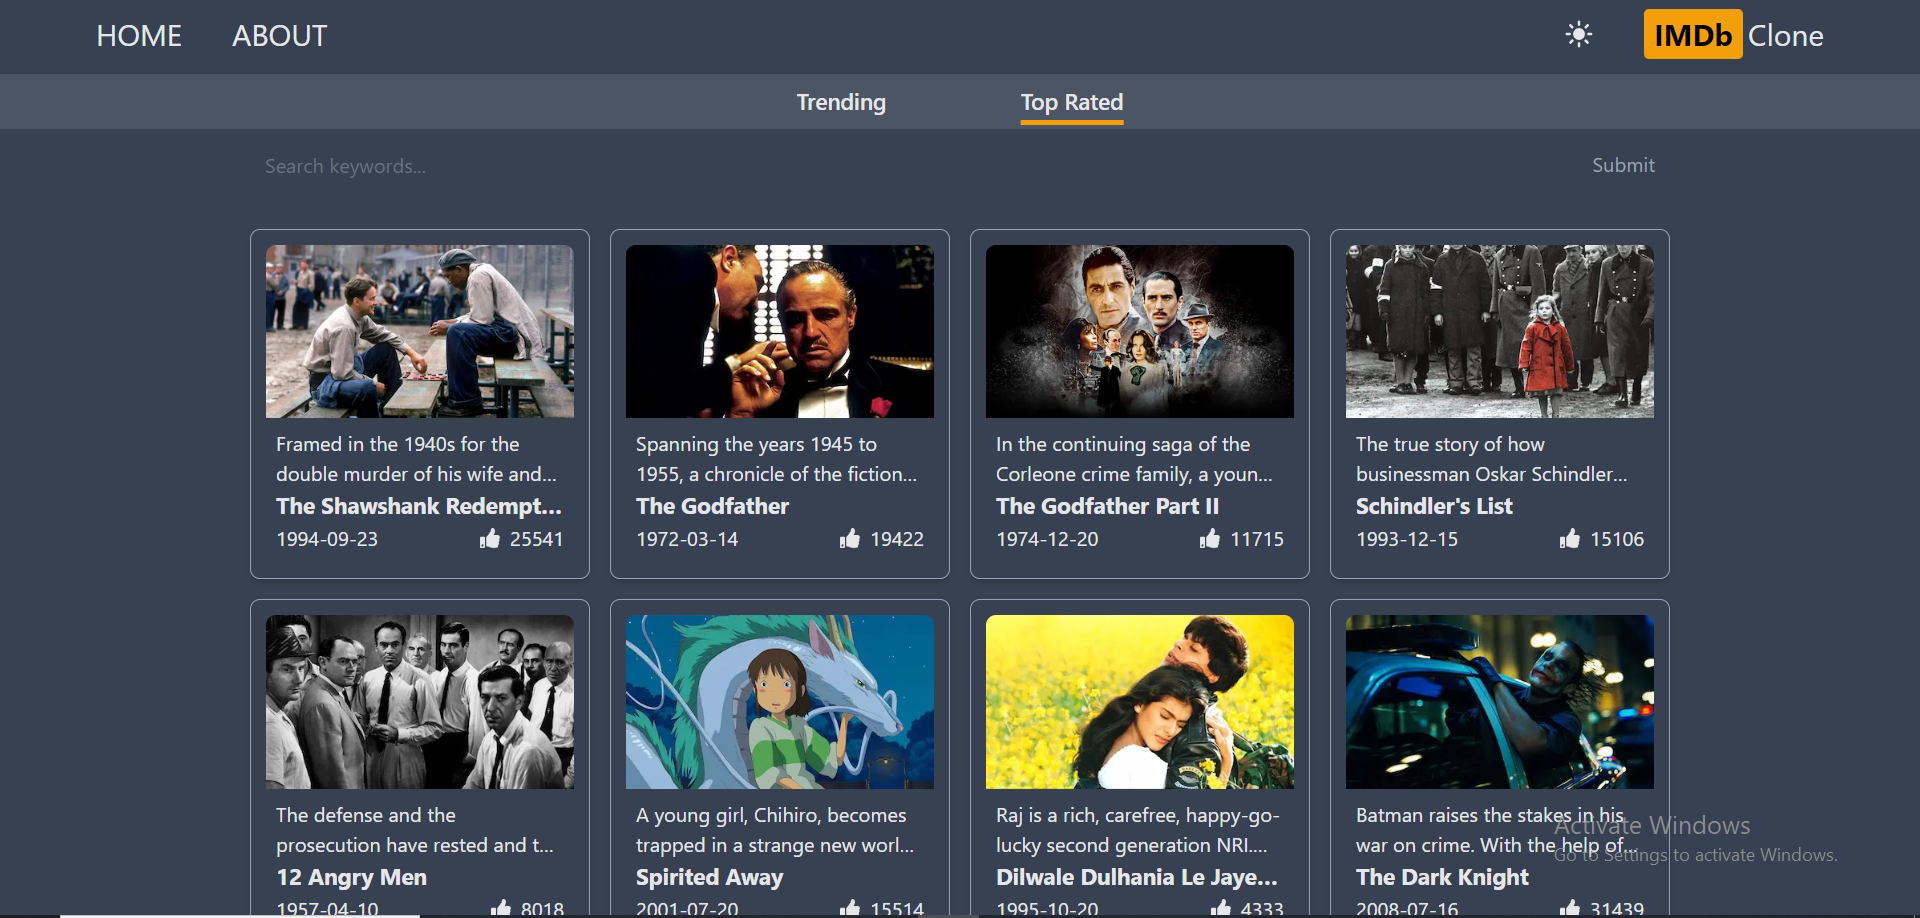 HOME ABOUT IMDb Clone
Trending Top Rated
Search keywords... Submit
Framed in the 1940s for the
double murder of his wife and...
The Shawshank Redempt...
1994-09-23 25541
Spanning the years 1945 to
1955, a chronicle of the fiction...
The Godfather
1972-03-14 19422
In the continuing saga of the
Corleone crime family, a youn...
The Godfather Part II
1974-12-20 11715
The true story of how
businessman Oskar Schindler...
Schindler's List
1993-12-15 15106
The defense and the
prosecution have rested and t...
12 Angry Men
1957-04-10 8018
A young girl, Chihiro, becomes
trapped in a strange new worl...
Spirited Away
2001-07-20 15514
Raj is a rich, carefree, happy-go-
lucky second generation NRI....
Dilwale Dulhania Le Jaye...
1995-10-20 4333
Batman raises the stakes in his
war on crime. With the help of...
The Dark Knight
2008-07-16 31439
Activate Windows
Go to Settings to activate Windows.